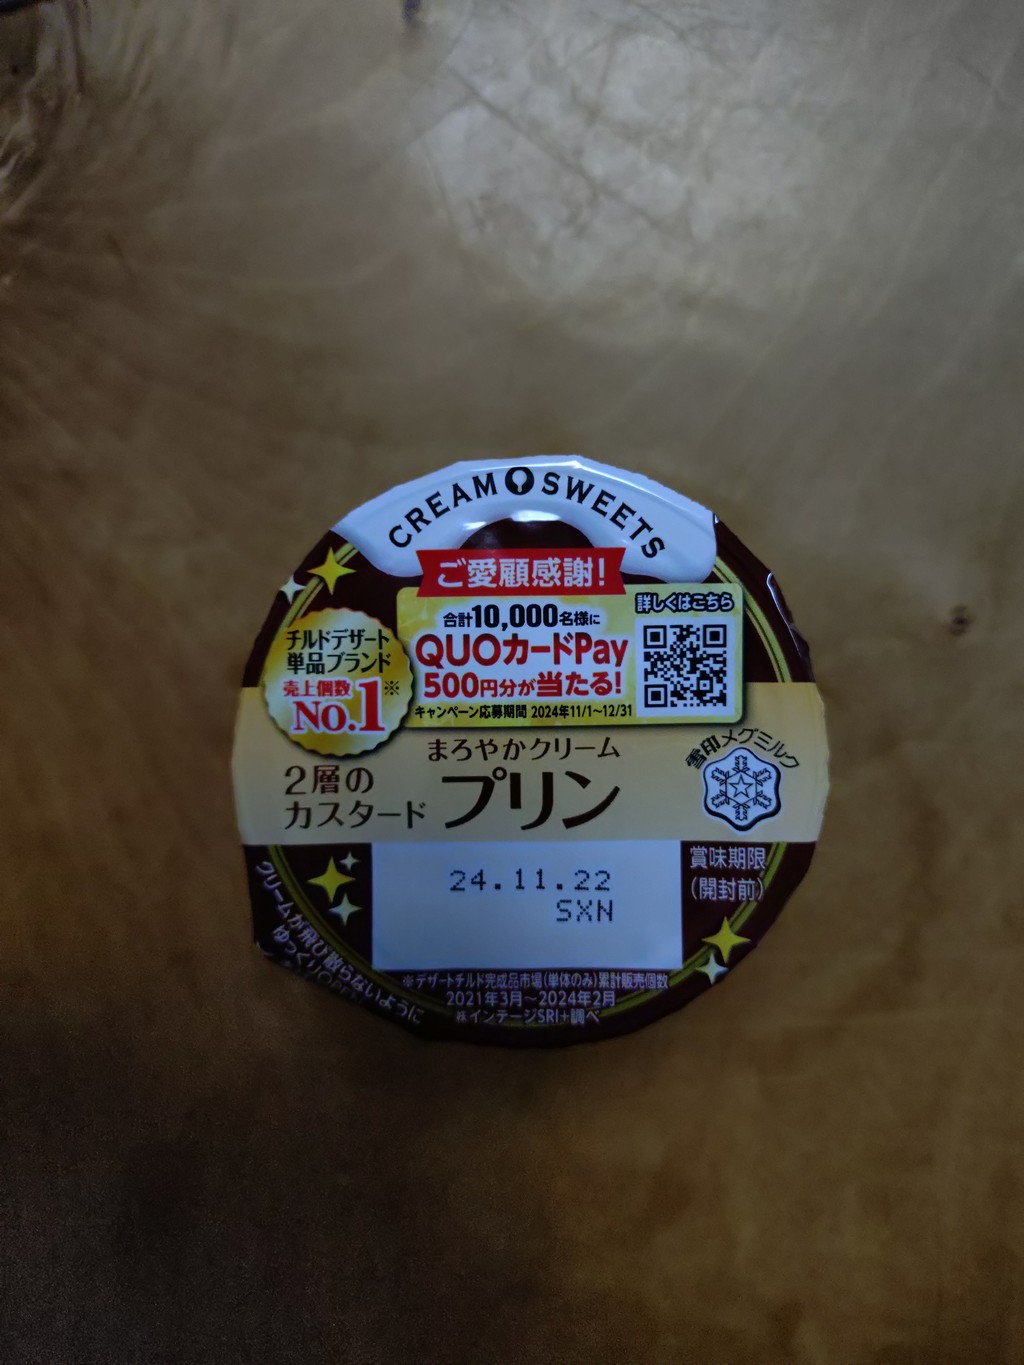 CREAM SWEETS
ご愛顧感謝!
合計10,000名様に
QUOカードPay
500円分が当たる!
キャンペーン応募期間 2024年11/1~12/31
詳しくはこちら
チルドデザート
単品ブランド
売上個数※
No.1
まろやかクリーム
2層の
カスタード
プリン
雪印メグミルク
24.11.22
SXN
賞味期限
(開封前)
クリームが飛び散らないように
ゆっくりOPEN
※デザートチルド完成品市場(単体のみ)累計販売個数
2021年3月~2024年2月
㈱インテージSRI+調べ